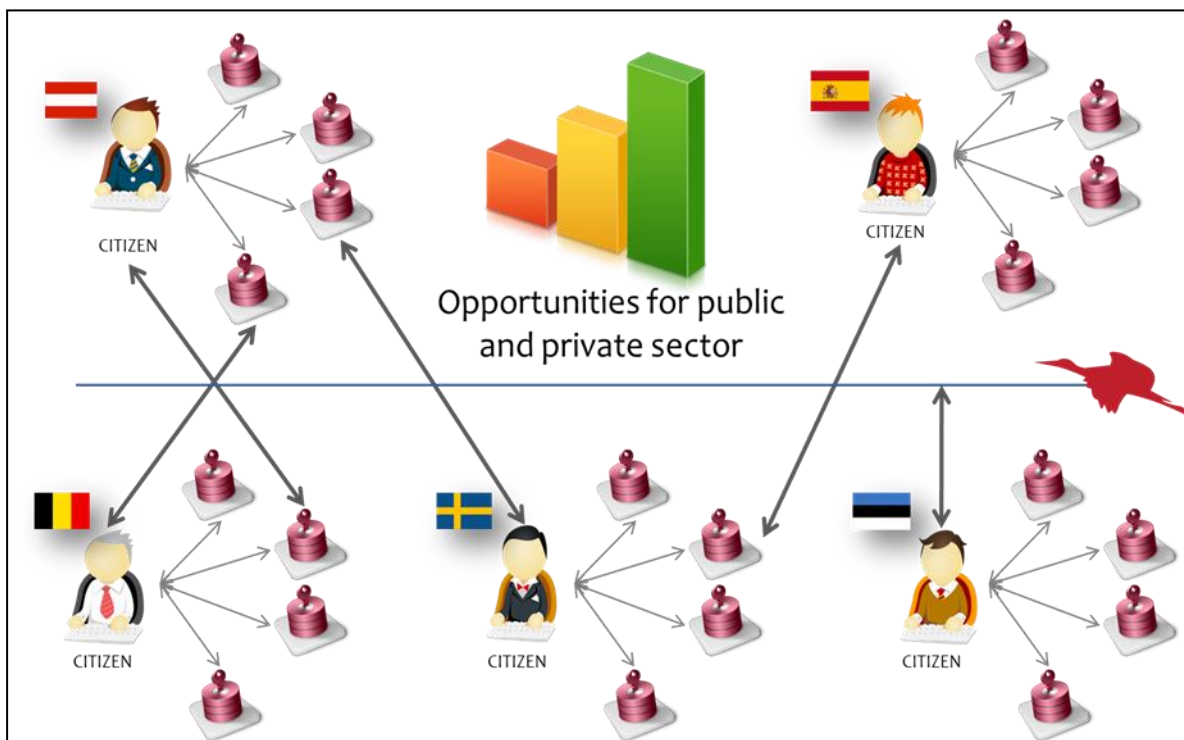 CITIZEN
CITIZEN
Opportunities for public
and private sector
CITIZEN
CITIZEN
CITIZEN